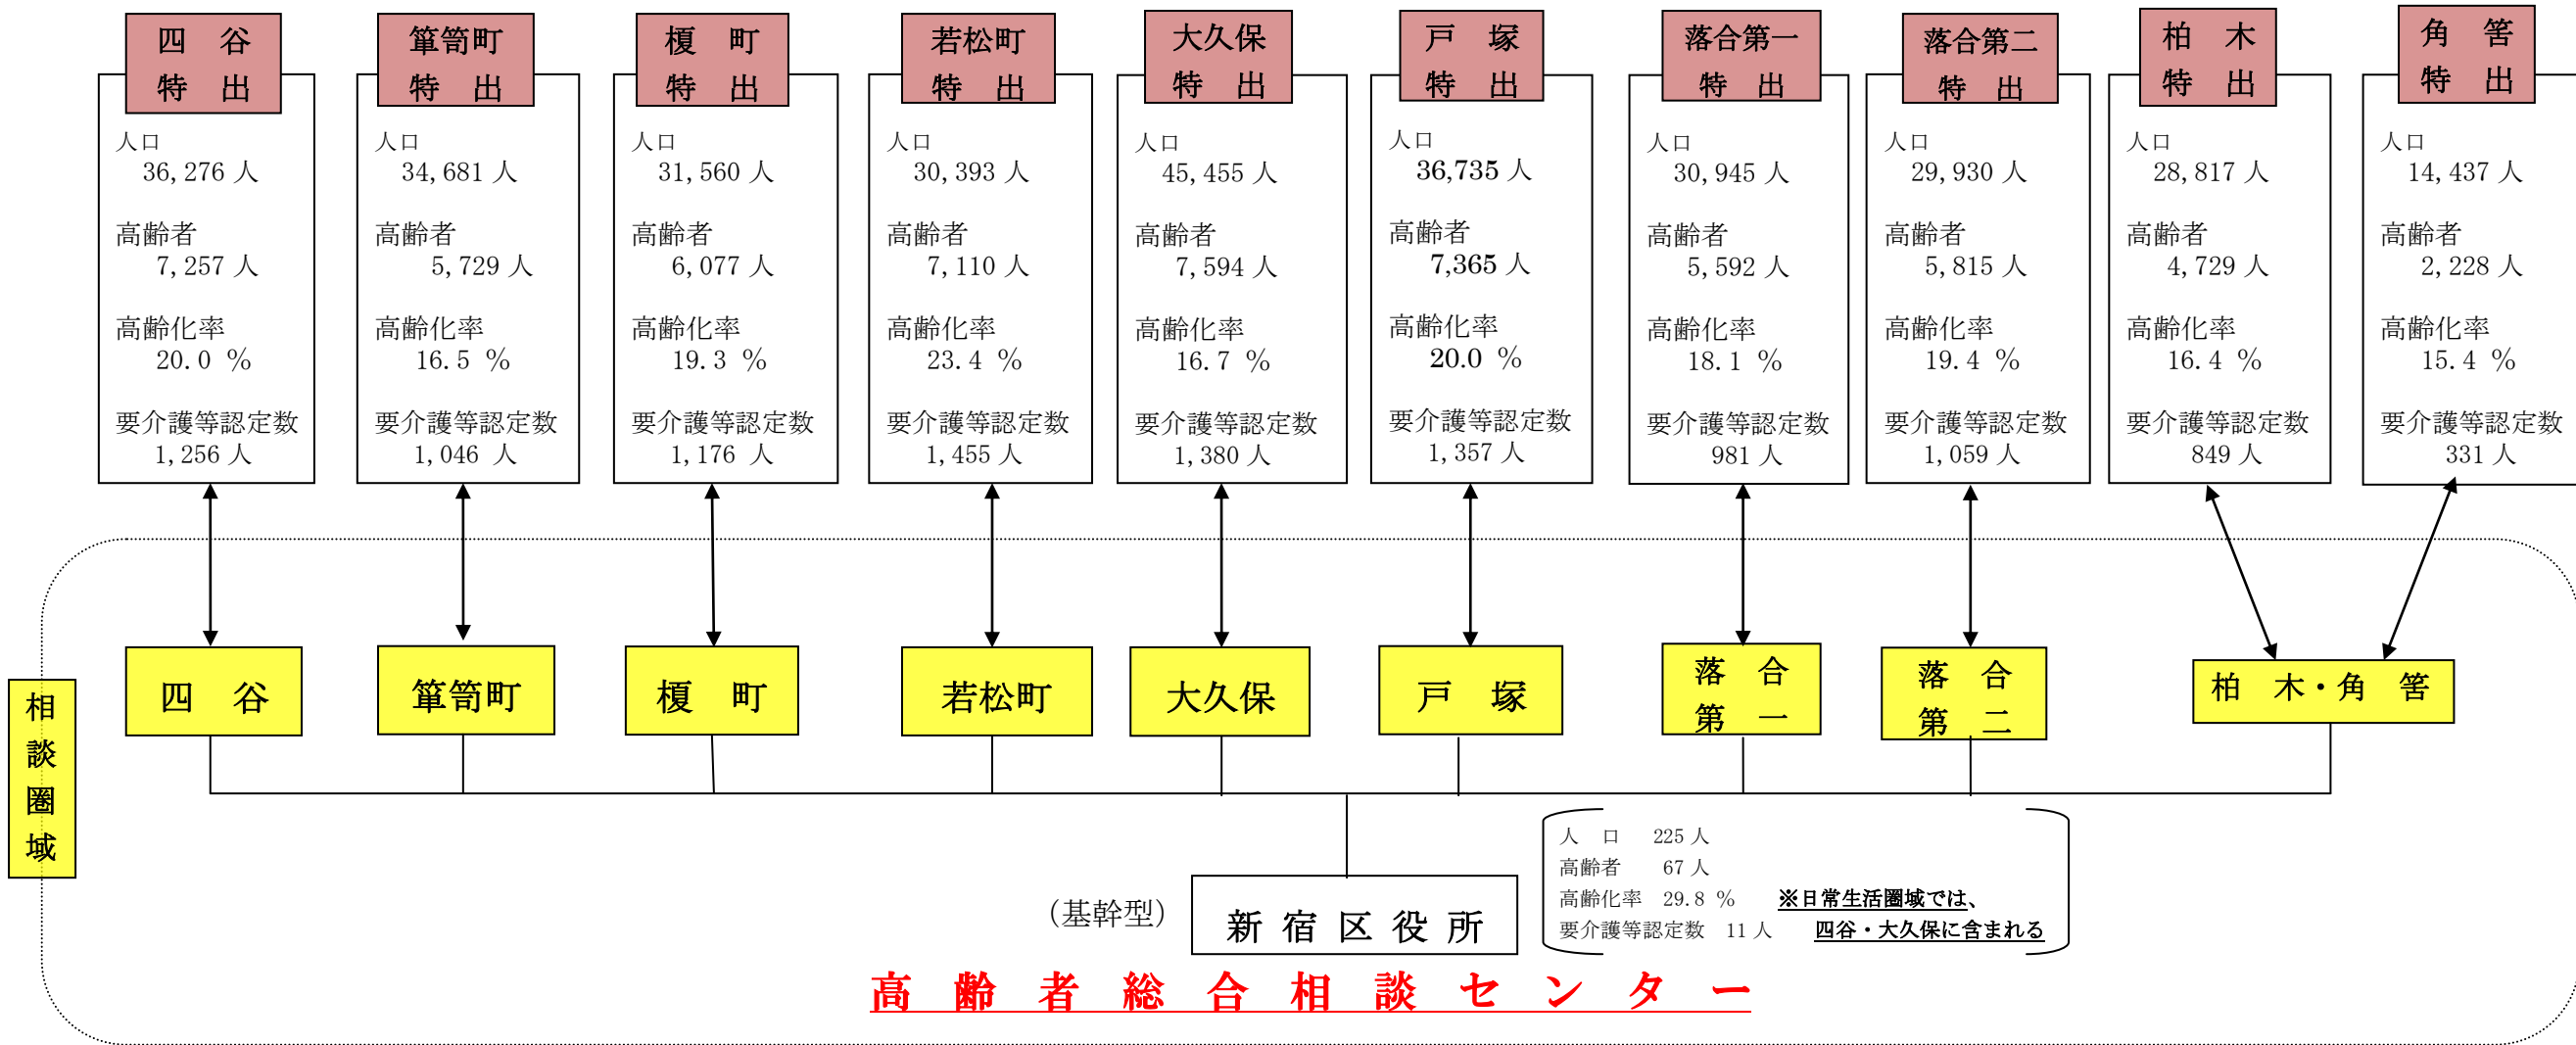 四　谷
特　出
人口
36,276 人
高齢者
7,257 人
高齢化率
20.0 %
要介護等認定数
1,256 人
箪笥町
特　出
人口
34,681 人
高齢者
5,729 人
高齢化率
16.5 %
要介護等認定数
1,046 人
榎　町
特　出
人口
31,560 人
高齢者
6,077 人
高齢化率
19.3 %
要介護等認定数
1,176 人
若松町
特　出
人口
30,393 人
高齢者
7,110 人
高齢化率
23.4 %
要介護等認定数
1,455 人
大久保
特　出
人口
45,455 人
高齢者
7,594 人
高齢化率
16.7 %
要介護等認定数
1,380 人
戸　塚
特　出
人口
36,735 人
高齢者
7,365 人
高齢化率
20.0 %
要介護等認定数
1,357 人
落合第一
特　出
人口
30,945 人
高齢者
5,592 人
高齢化率
18.1 %
要介護等認定数
981 人
落合第二
特　出
人口
29,930 人
高齢者
5,815 人
高齢化率
19.4 %
要介護等認定数
1,059 人
柏　木
特　出
人口
28,817 人
高齢者
4,729 人
高齢化率
16.4 %
要介護等認定数
849 人
角　筈
特　出
人口
14,437 人
高齢者
2,228 人
高齢化率
15.4 %
要介護等認定数
331 人
相談圏域
四　谷
箪笥町
榎　町
若松町
大久保
戸　塚
落　合
第　一
落　合
第　二
柏　木・角　筈
（基幹型）
新 宿 区 役 所
人　口　225 人
高齢者　67 人
高齢化率　29.8 %　※日常生活圏域では、
要介護等認定数　11 人　四谷・大久保に含まれる
高　齢　者　総　合　相　談　セ　ン　タ　ー